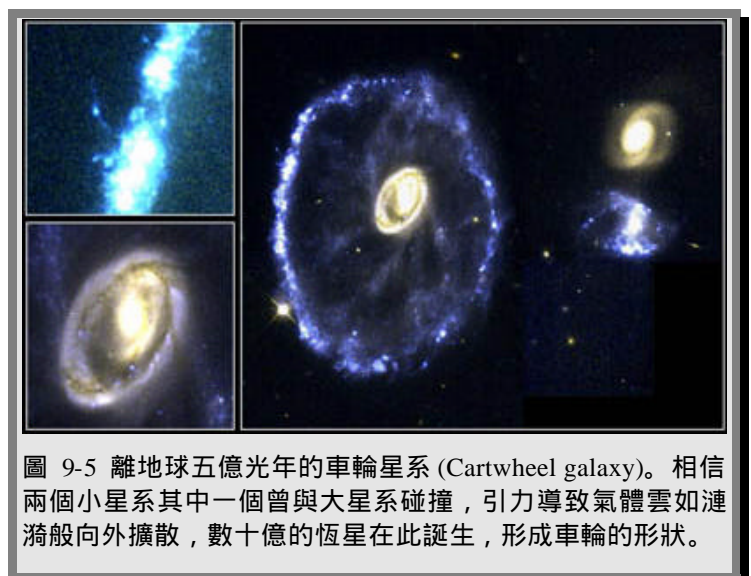 圖 9-5 離地球五億光年的車輪星系 (Cartwheel galaxy)。相信
兩個小星系其中一個曾與大星系碰撞，引力導致氣體雲如漣
漪般向外擴散，數十億的恆星在此誕生，形成車輪的形狀。